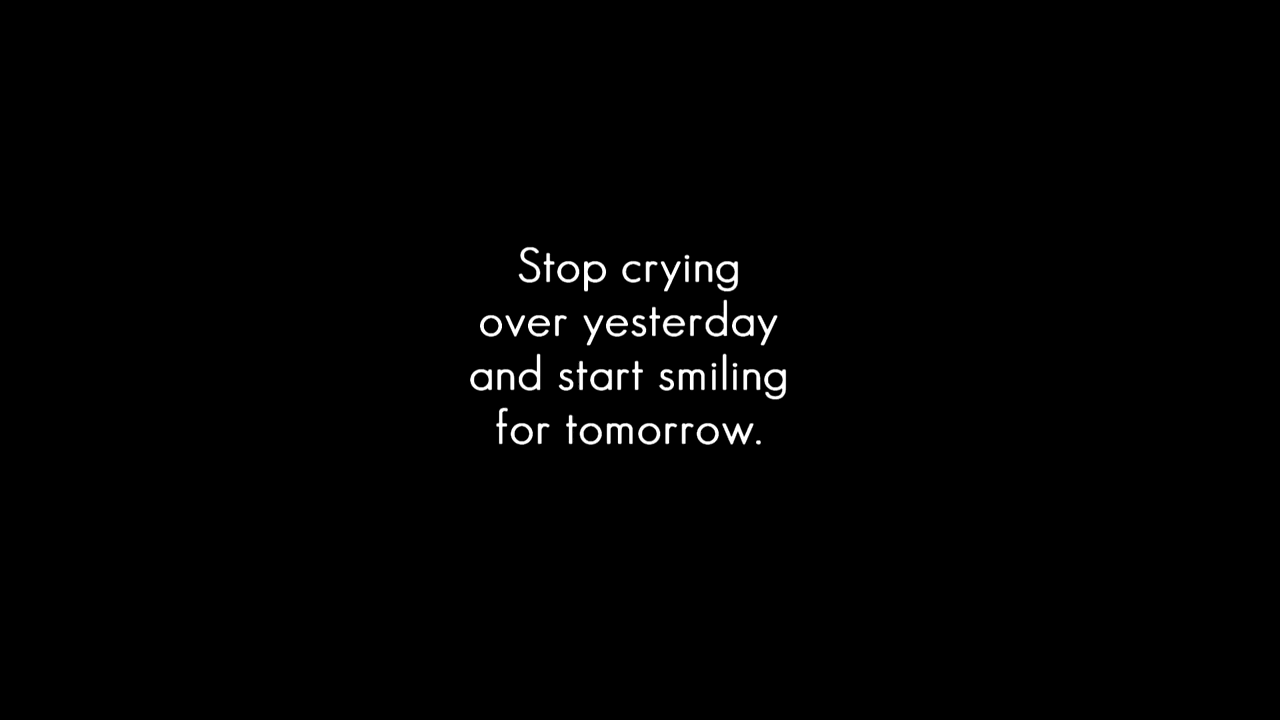 Stop crying
over yesterday
and start smiling
for tomorrow.